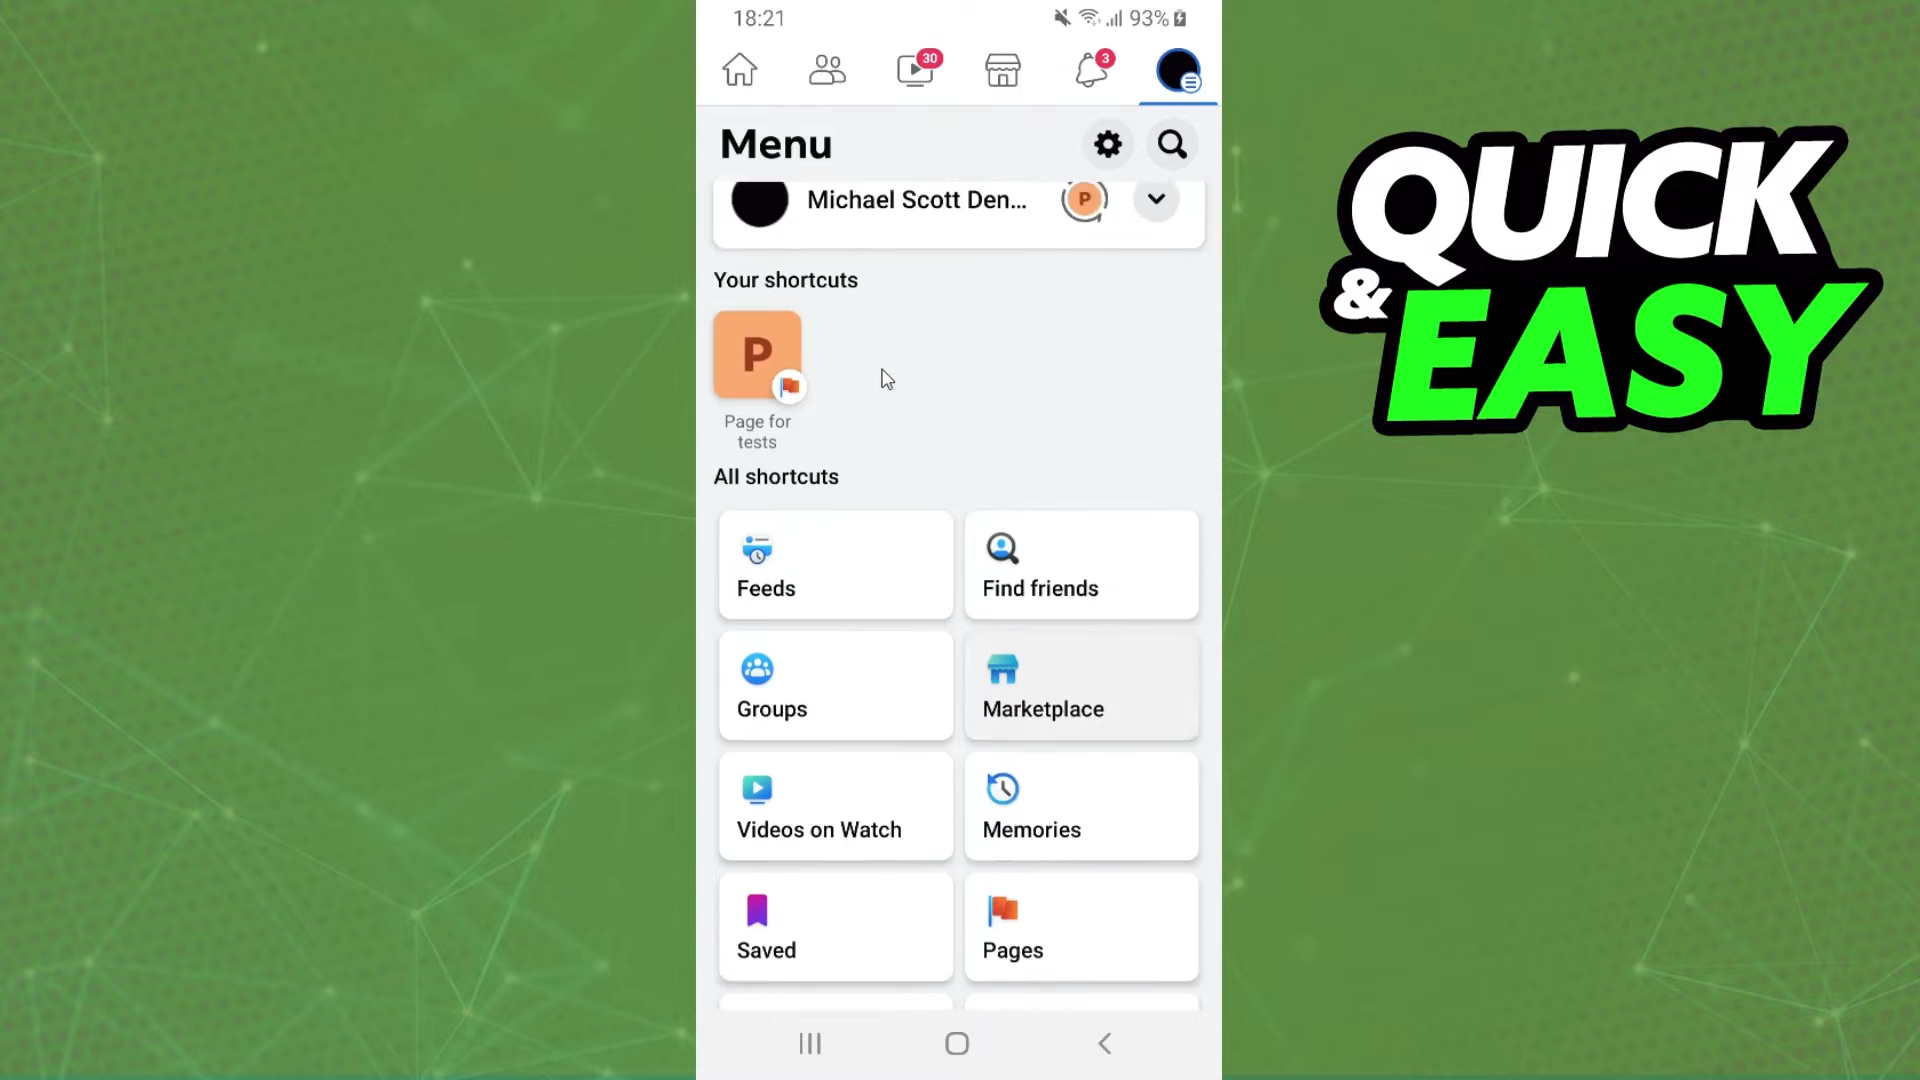 18:21
93%
30
3
Menu
Michael Scott Den...
P
Your shortcuts
P
Page for
tests
All shortcuts
Feeds
Find friends
Groups
Marketplace
Videos on Watch
Memories
Saved
Pages
QUICK
& EASY